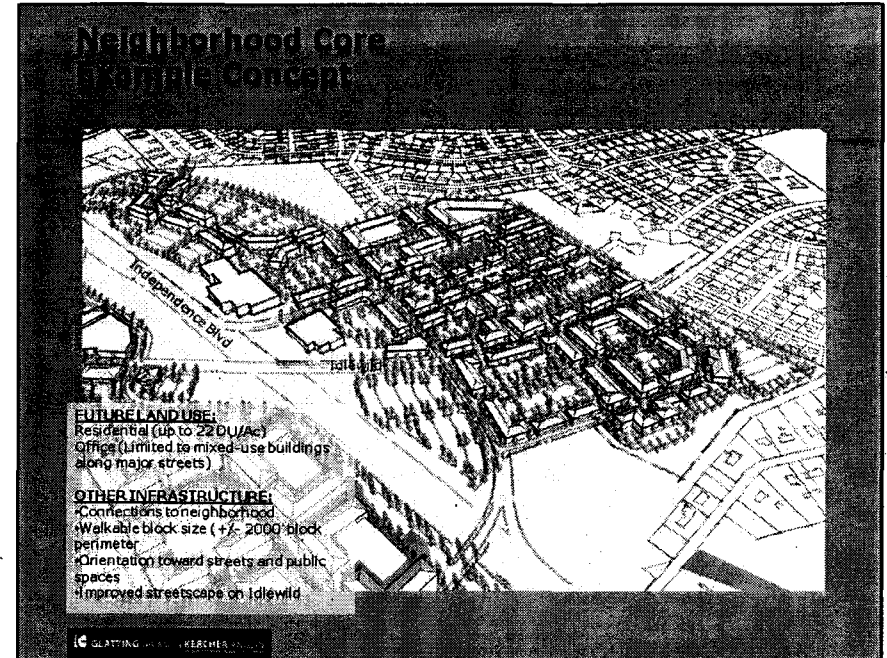 Neighborhood Core
Example Concept
Independence Blvd
Idlewild
FUTURE LAND USE:
Residential (up to 22 DU/Ac)
Office (Limited to mixed-use buildings
along major streets)
OTHER INFRASTRUCTURE:
•Connections to neighborhood
•Walkable block size (+/- 2000' block
perimeter
•Orientation toward streets and public
spaces
•Improved streetscape on Idlewild
GLATTING KERCHER